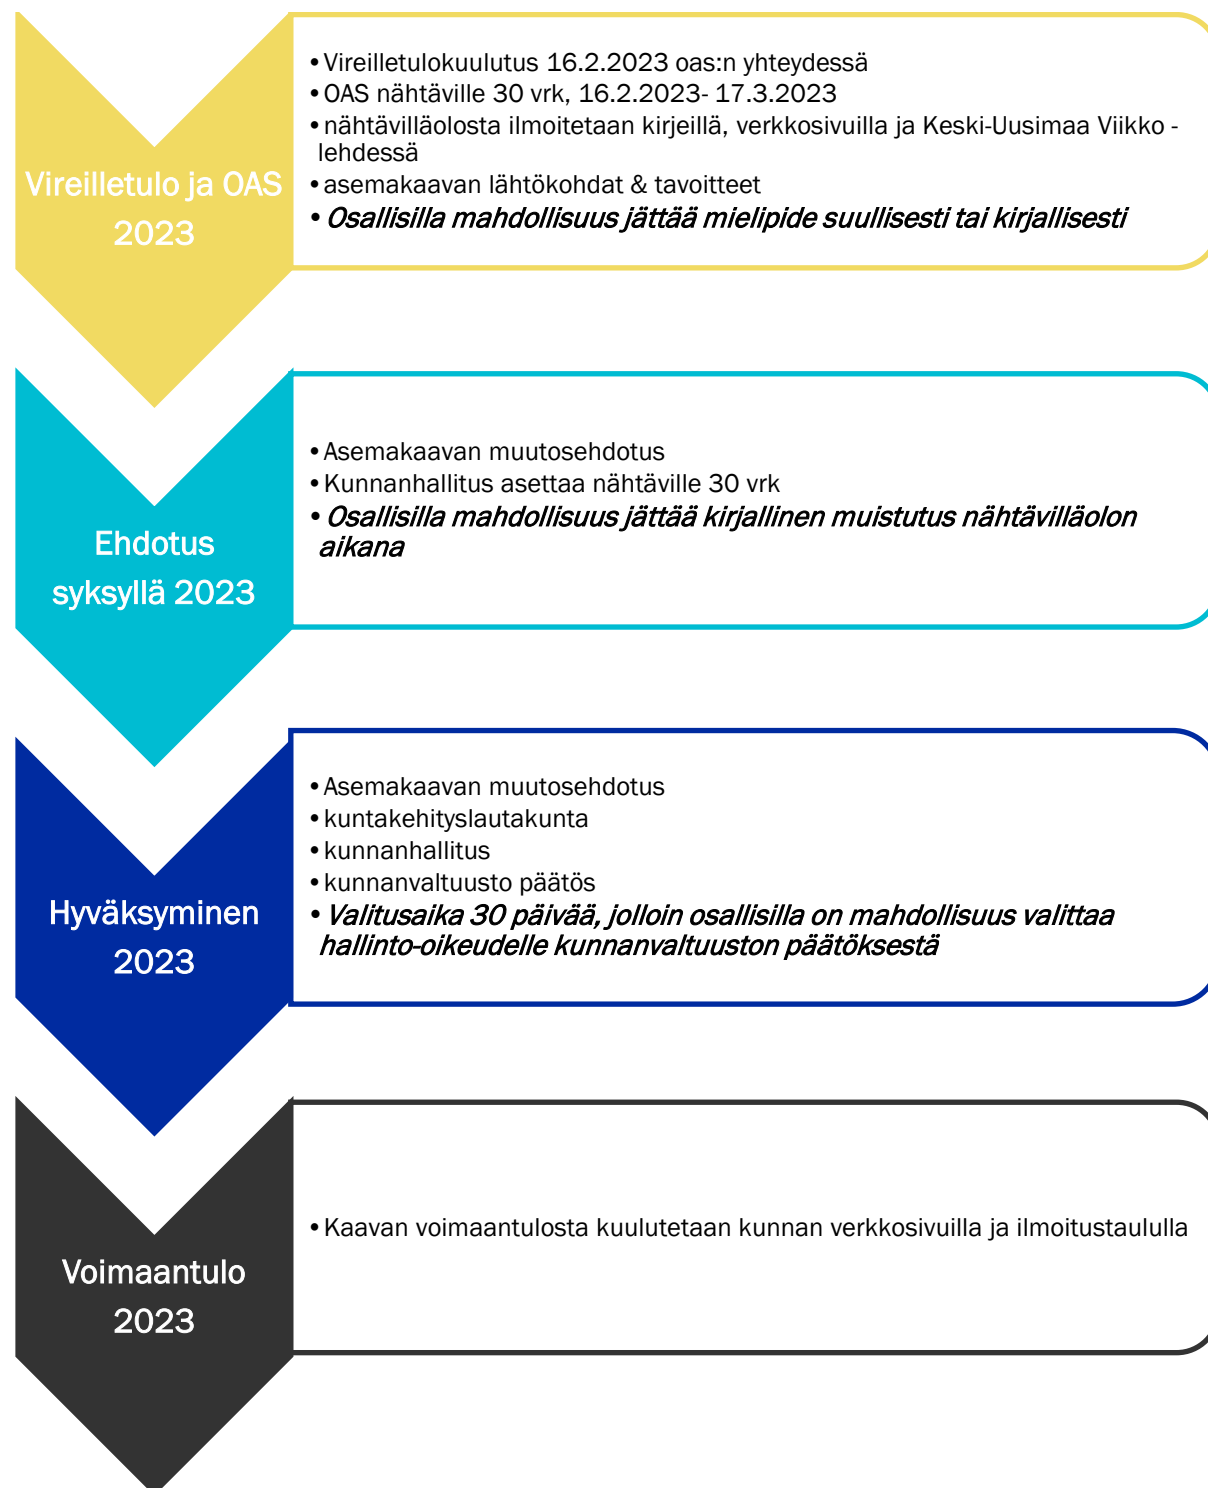 Vireilletulo ja OAS
2023
•Vireilletulokuulutus 16.2.2023 oas:n yhteydessä
•OAS nähtäville 30 vrk, 16.2.2023- 17.3.2023
•nähtävilläolosta ilmoitetaan kirjeillä, verkkosivuilla ja Keski-Uusimaa Viikko -
lehdessä
•asemakaavan lähtökohdat & tavoitteet
•Osallisilla mahdollisuus jättää mielipide suullisesti tai kirjallisesti
Ehdotus
syksyllä 2023
•Asemakaavan muutosehdotus
•Kunnanhallitus asettaa nähtäville 30 vrk
•Osallisilla mahdollisuus jättää kirjallinen muistutus nähtävilläolon
aikana
Hyväksyminen
2023
•Asemakaavan muutosehdotus
•kuntakehityslautakunta
•kunnanhallitus
•kunnanvaltuusto päätös
•Valitusaika 30 päivää, jolloin osallisilla on mahdollisuus valittaa
hallinto-oikeudelle kunnanvaltuuston päätöksestä
Voimaantulo
2023
•Kaavan voimaantulosta kuulutetaan kunnan verkkosivuilla ja ilmoitustaululla